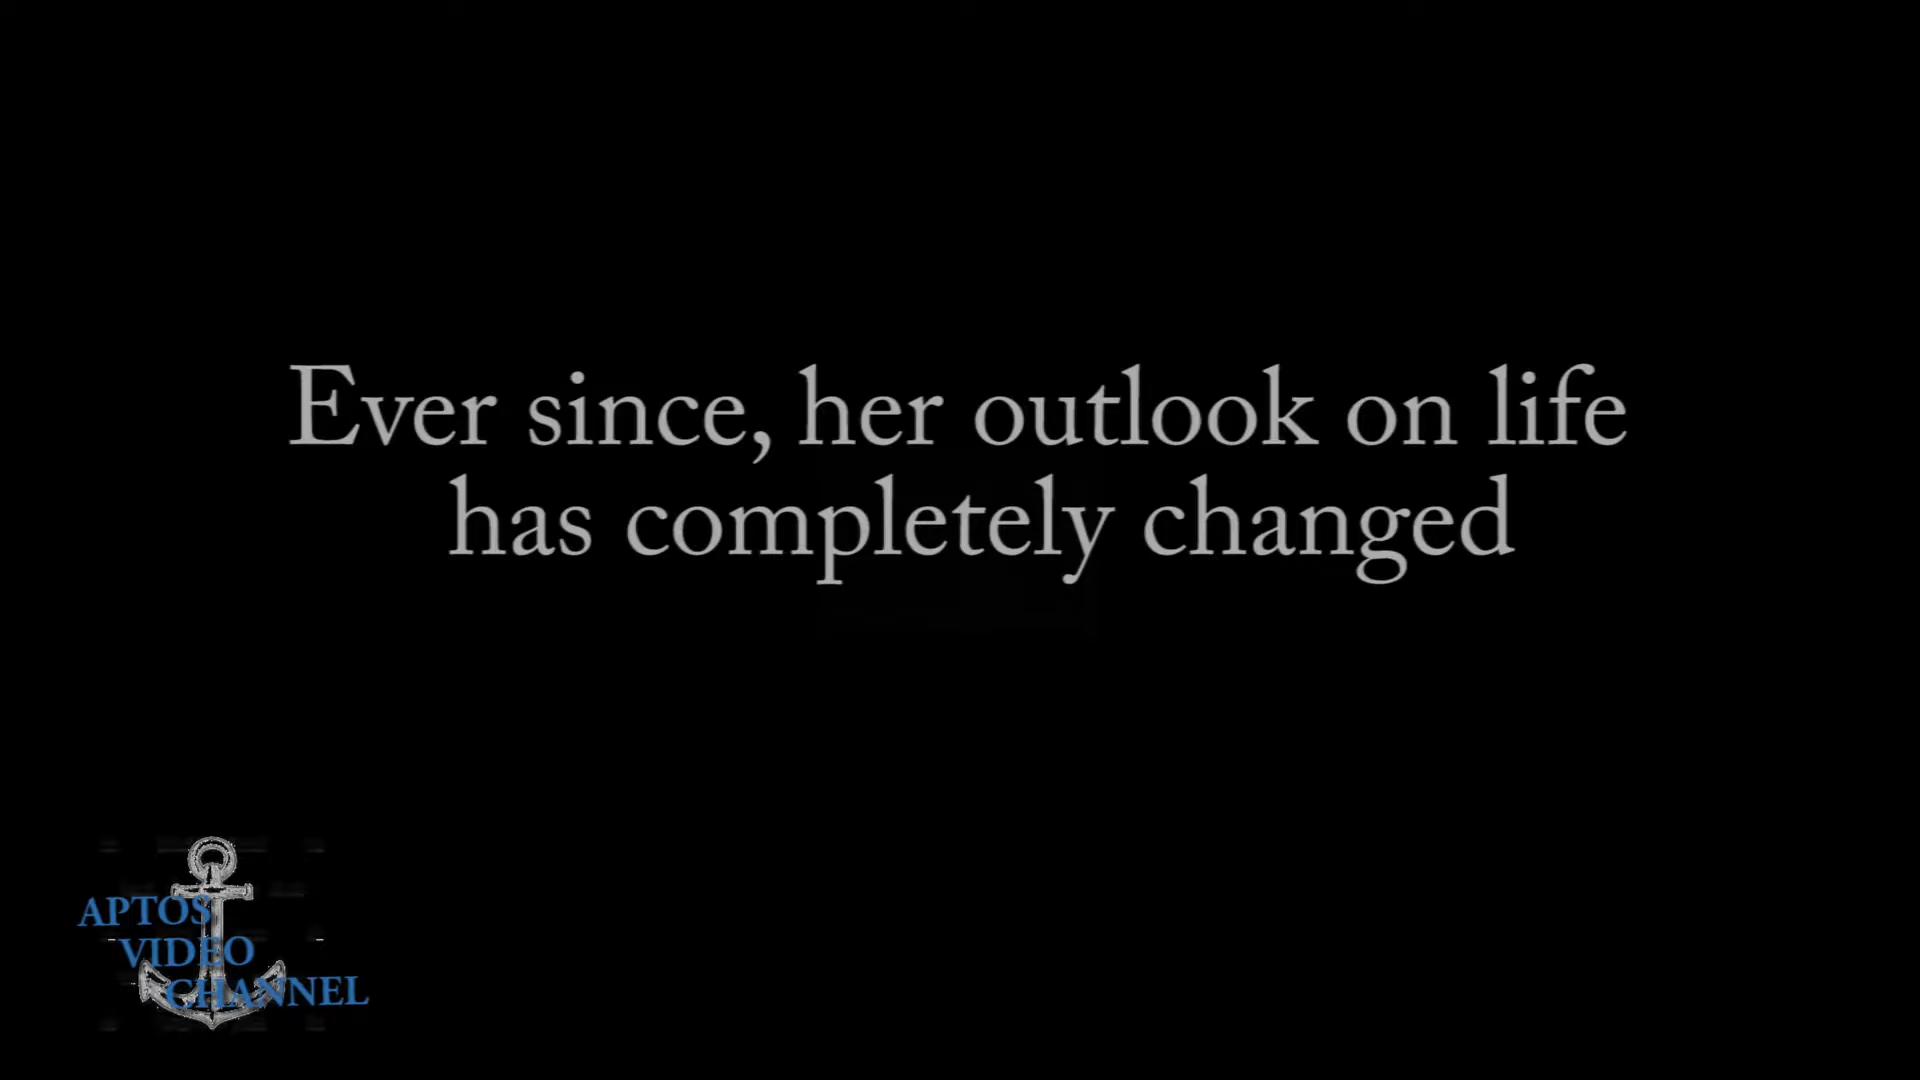 Ever since, her outlook on life
has completely changed
APTOS
VIDEO
CHANNEL